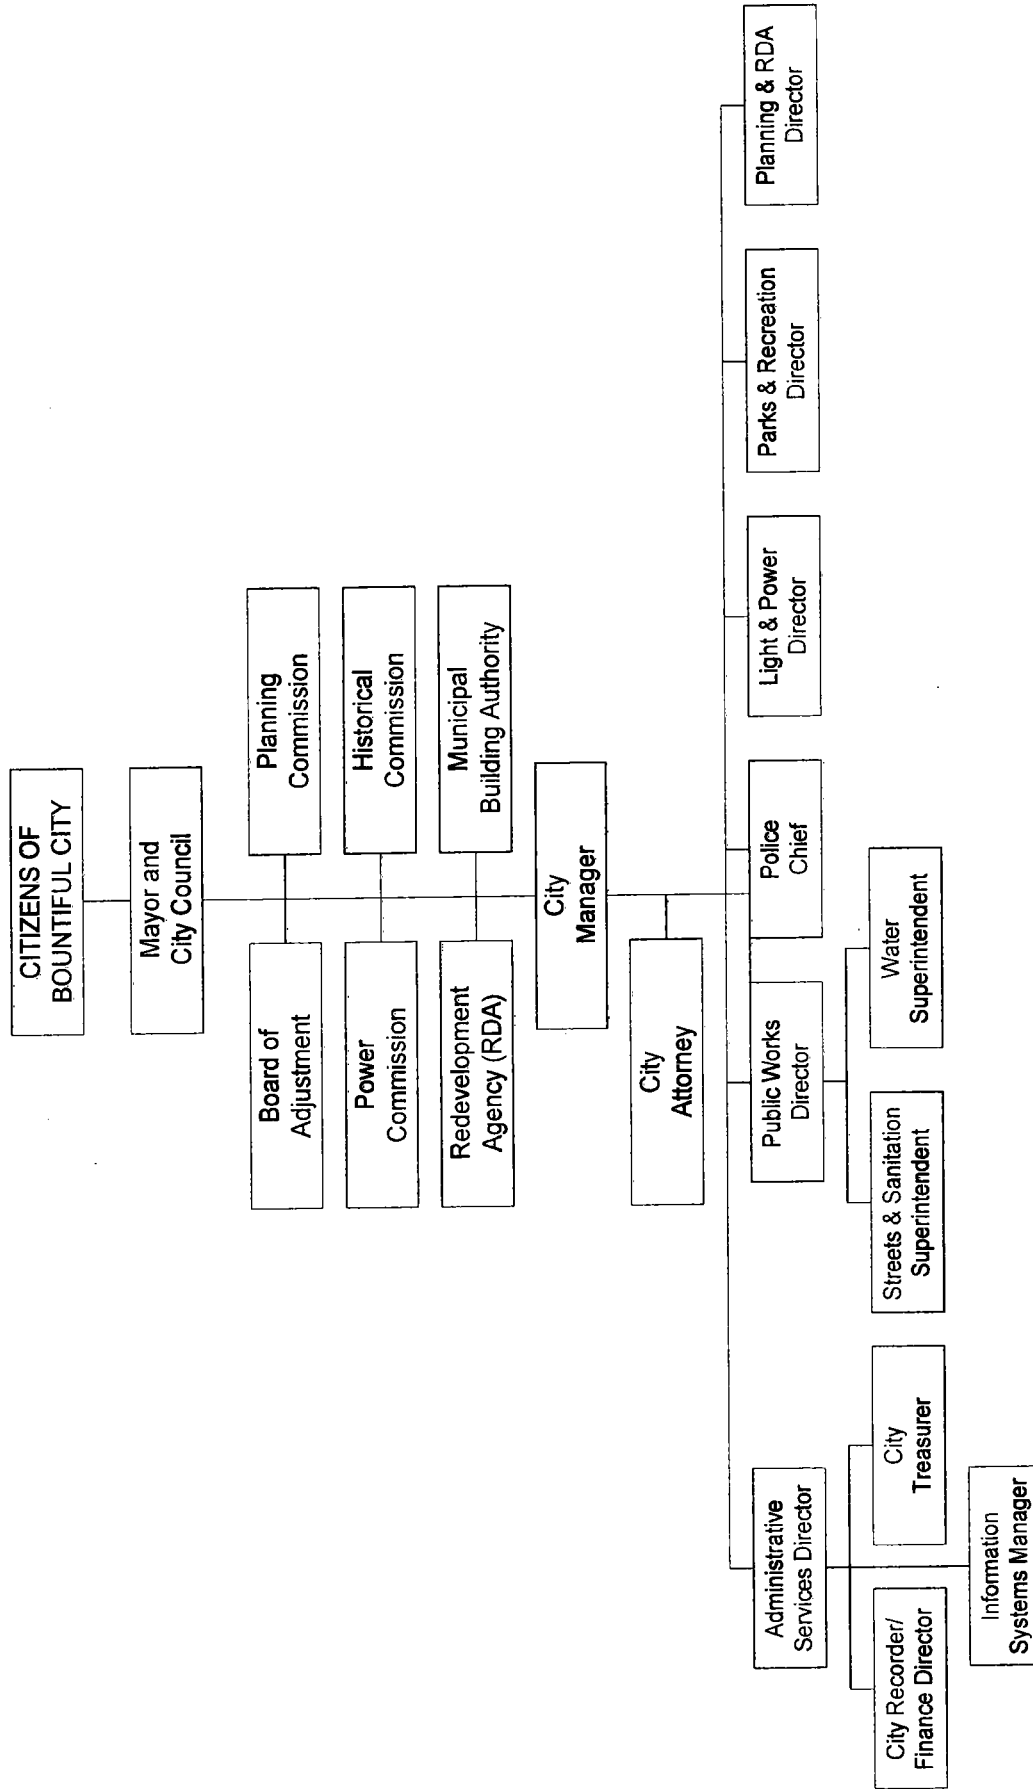 CITIZENS OF
BOUNTIFUL CITY
Mayor and
City Council
Board of
Adjustment
Planning
Commission
Power
Commission
Historical
Commission
Redevelopment
Agency (RDA)
Municipal
Building Authority
City
Manager
City
Attorney
Administrative
Services Director
Public Works
Director
Police
Chief
Light & Power
Director
Parks & Recreation
Director
Planning & RDA
Director
City Recorder/
Finance Director
City
Treasurer
Streets & Sanitation
Superintendent
Water
Superintendent
Information
Systems Manager